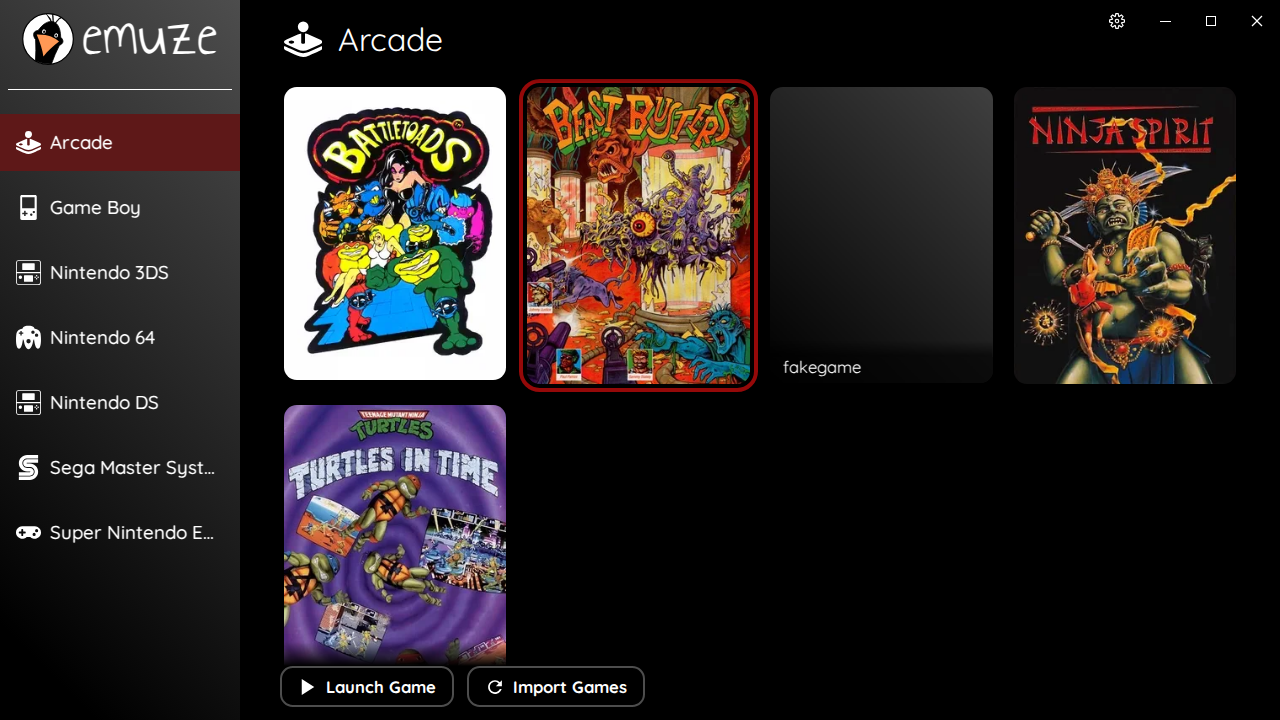 emuze
Arcade
Game Boy
Nintendo 3DS
Nintendo 64
Nintendo DS
Sega Master Syst...
Super Nintendo E...
Arcade
BATTLETOADS
BEAST BUSTERS
fakegame
NINJA SPIRIT
TEENAGE MUTANT NINJA
TURTLES
TURTLES IN TIME
Launch Game
Import Games